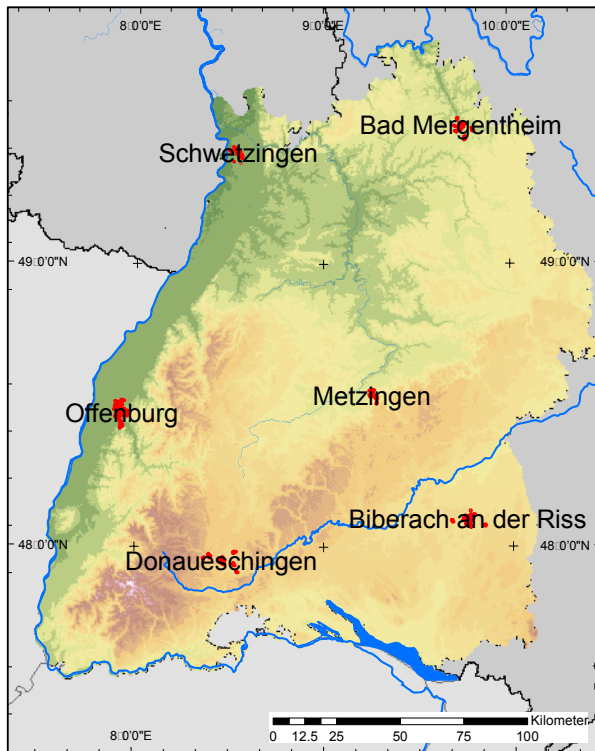 8°0'0"E 9°0'0"E 10°0'0"E
Bad Mergentheim
Schwetzingen
49°0'0"N 49°0'0"N
Metzingen
Offenburg
Biberach an der Riss
48°0'0"N 48°0'0"N
Donaueschingen
8°0'0"E
Kilometer
0 12.5 25 50 75 100